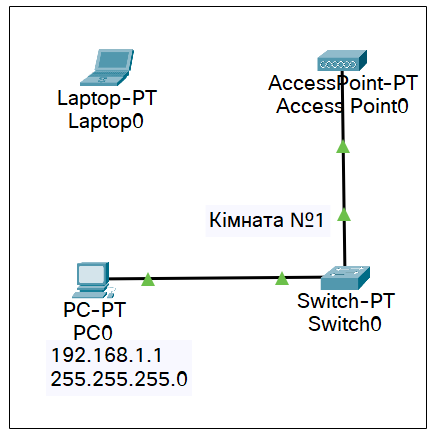 Laptop-PT
Laptop0
AccessPoint-PT
Access Point0
Кімната №1
PC-PT
PC0
192.168.1.1
255.255.255.0
Switch-PT
Switch0